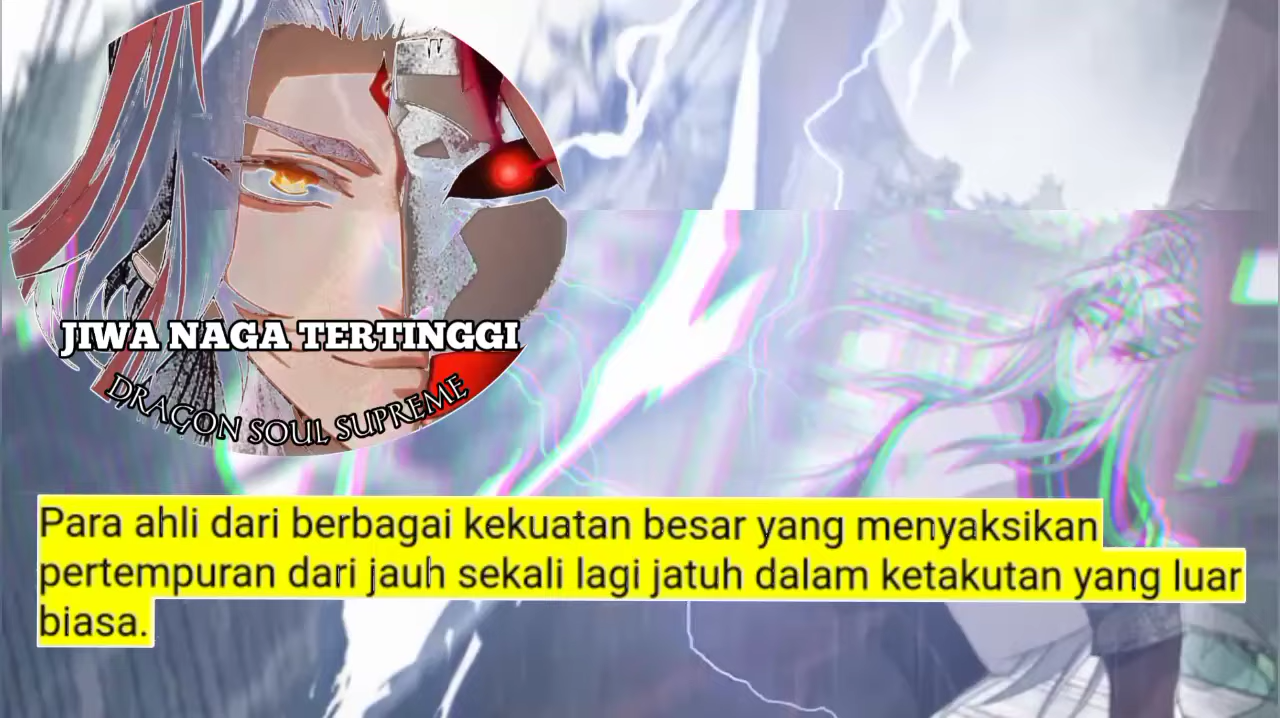 JIWA NAGA TERTINGGI
DRAGON SOUL SUPREME
Para ahli dari berbagai kekuatan besar yang menyaksikan
pertempuran dari jauh sekali lagi jatuh dalam ketakutan yang luar
biasa.